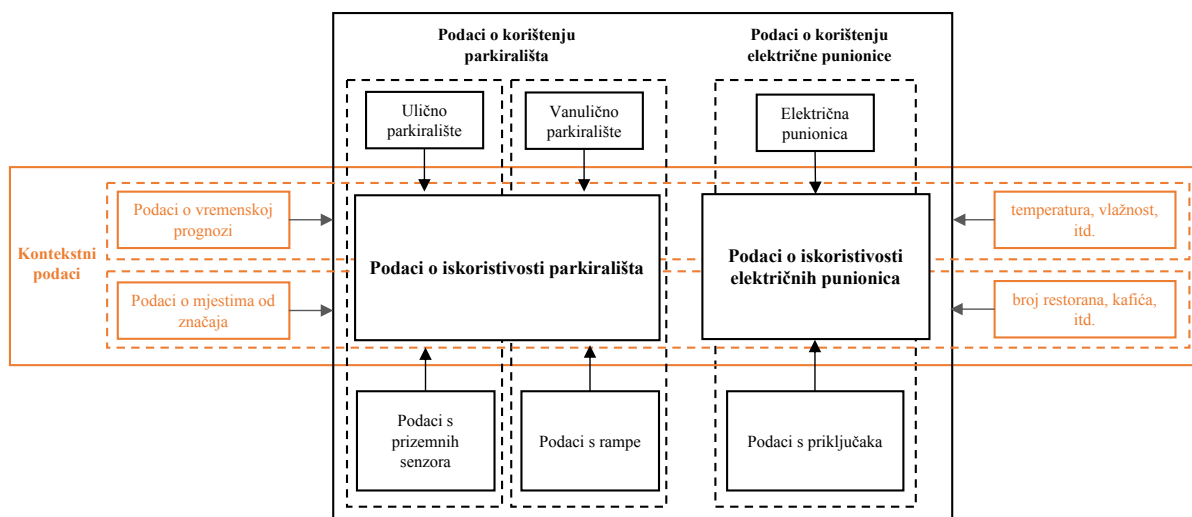 Podaci o korištenju
parkirališta
Podaci o korištenju
električne punionice
Ulično
parkiralište
Vanulično
parkiralište
Električna
punionica
Kontekstni
podaci
Podaci o vremenskoj
prognozi
Podaci o mjestima od
značaja
Podaci o iskoristivosti parkirališta
Podaci o iskoristivosti
električnih punionica
temperatura, vlažnost,
itd.
broj restorana, kafića,
itd.
Podaci s
prizemnih
senzora
Podaci s rampe
Podaci s priključaka